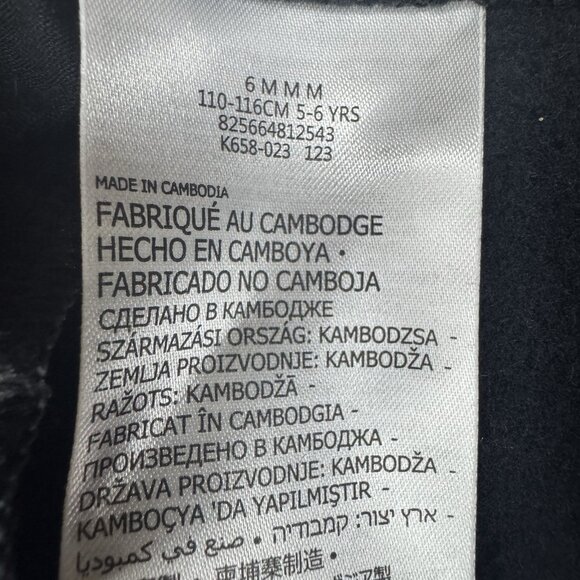 6 M M M
110-116CM 5-6 YRS
825664812543
K658-023 123
MADE IN CAMBODIA
FABRIQUÉ AU CAMBODGE
HECHO EN CAMBOYA •
FABRICADO NO CAMBOJA
СДЕЛАНО В КАМБОДЖЕ
SZÁRMAZÁSI ORSZÁG: KAMBODZSA -
ZEMLJA PROIZVODNJE: KAMBODŽA -
RAŽOTS: KAMBODŽĀ -
FABRICAT ÎN CAMBODGIA -
ПРОИЗВЕДЕНО В КАМБОДЖА -
DRŽAVA PROIZVODNJE: KAMBODŽA -
KAMBOÇYA 'DA YAPILMIŞTIR -
ארץ יצור: קמבודיה • صنع في كمبوديا -
柬埔寨制造 •